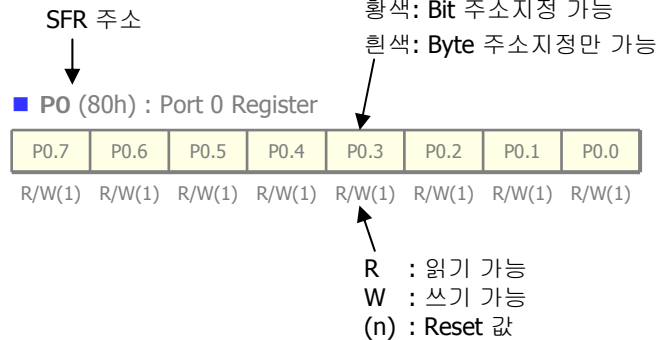 황색: Bit 주소지정 가능
SFR 주소
흰색: Byte 주소지정만 가능
■ P0 (80h) : Port 0 Register
P0.7 P0.6 P0.5 P0.4 P0.3 P0.2 P0.1 P0.0
R/W(1) R/W(1) R/W(1) R/W(1) R/W(1) R/W(1) R/W(1) R/W(1)
R : 읽기 가능
W : 쓰기 가능
(n) : Reset 값